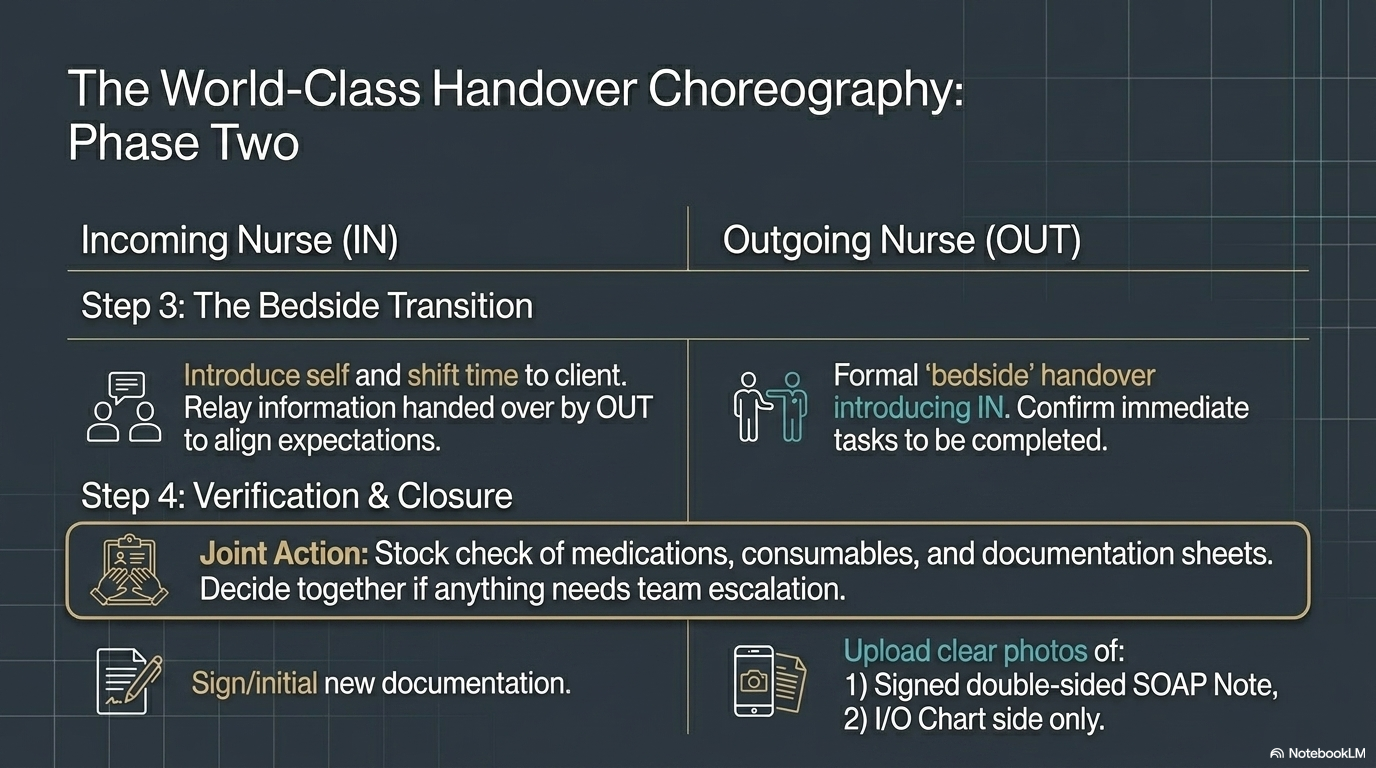 The World-Class Handover Choreography:
Phase Two
Incoming Nurse (IN)
Outgoing Nurse (OUT)
Step 3: The Bedside Transition
Introduce self and shift time to client.
Relay information handed over by OUT
to align expectations.
Formal ‘bedside’ handover
introducing IN. Confirm immediate
tasks to be completed.
Step 4: Verification & Closure
Joint Action: Stock check of medications, consumables, and documentation sheets.
Decide together if anything needs team escalation.
Sign/initial new documentation.
Upload clear photos of:
1) Signed double-sided SOAP Note,
2) I/O Chart side only.
NotebookLM